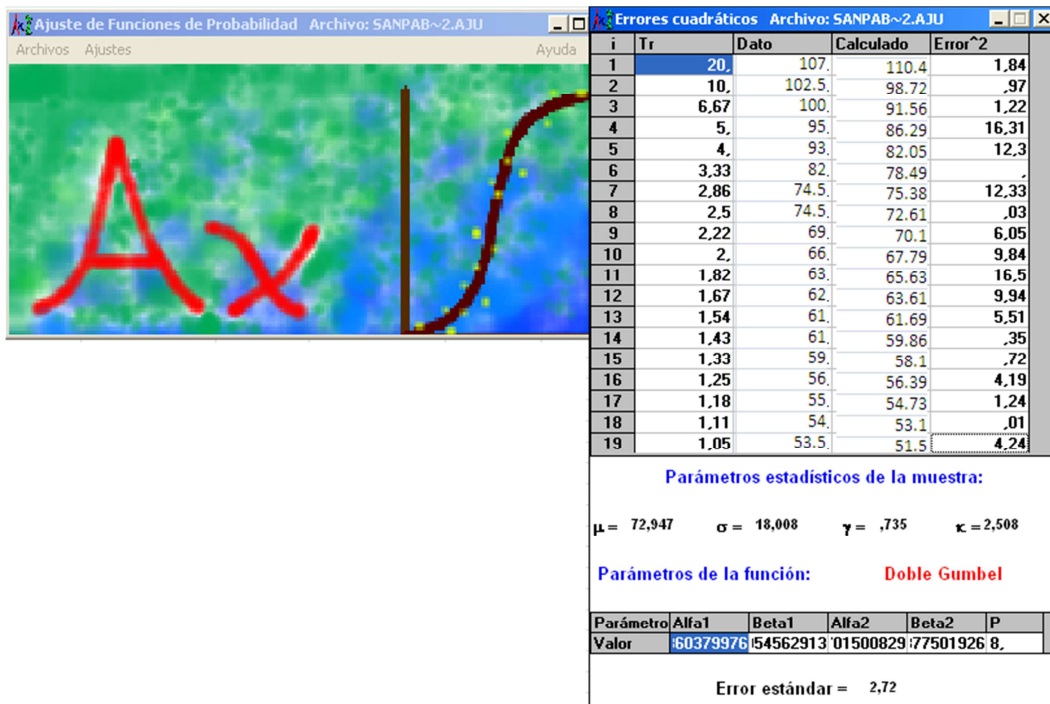 Ajuste de Funciones de Probabilidad Archivo: SANPAB~2.AJU
Archivos Ajustes Ayuda
Ax
Errores cuadráticos Archivo: SANPAB~2.AJU
i Tr Dato Calculado Error^2
1 20, 107. 110.4 1,84
2 10, 102.5. 98.72 ,97
3 6,67 100. 91.56 1,22
4 5, 95. 86.29 16,31
5 4, 93. 82.05 12,3
6 3,33 82. 78.49 ,
7 2,86 74.5. 75.38 12,33
8 2,5 74.5. 72.61 ,03
9 2,22 69. 70.1 6,05
10 2, 66. 67.79 9,84
11 1,82 63. 65.63 16,5
12 1,67 62. 63.61 9,94
13 1,54 61. 61.69 5,51
14 1,43 61. 59.86 ,35
15 1,33 59. 58.1 ,72
16 1,25 56. 56.39 4,19
17 1,18 55. 54.73 1,24
18 1,11 54. 53.1 ,01
19 1,05 53.5. 51.5 4,24
Parámetros estadísticos de la muestra:
μ = 72,947 σ = 18,008 γ = ,735 κ = 2,508
Parámetros de la función: Doble Gumbel
Parámetro Alfa1 Beta1 Alfa2 Beta2 P
Valor 60379976 54562913 01500829 77501926 8,
Error estándar = 2,72